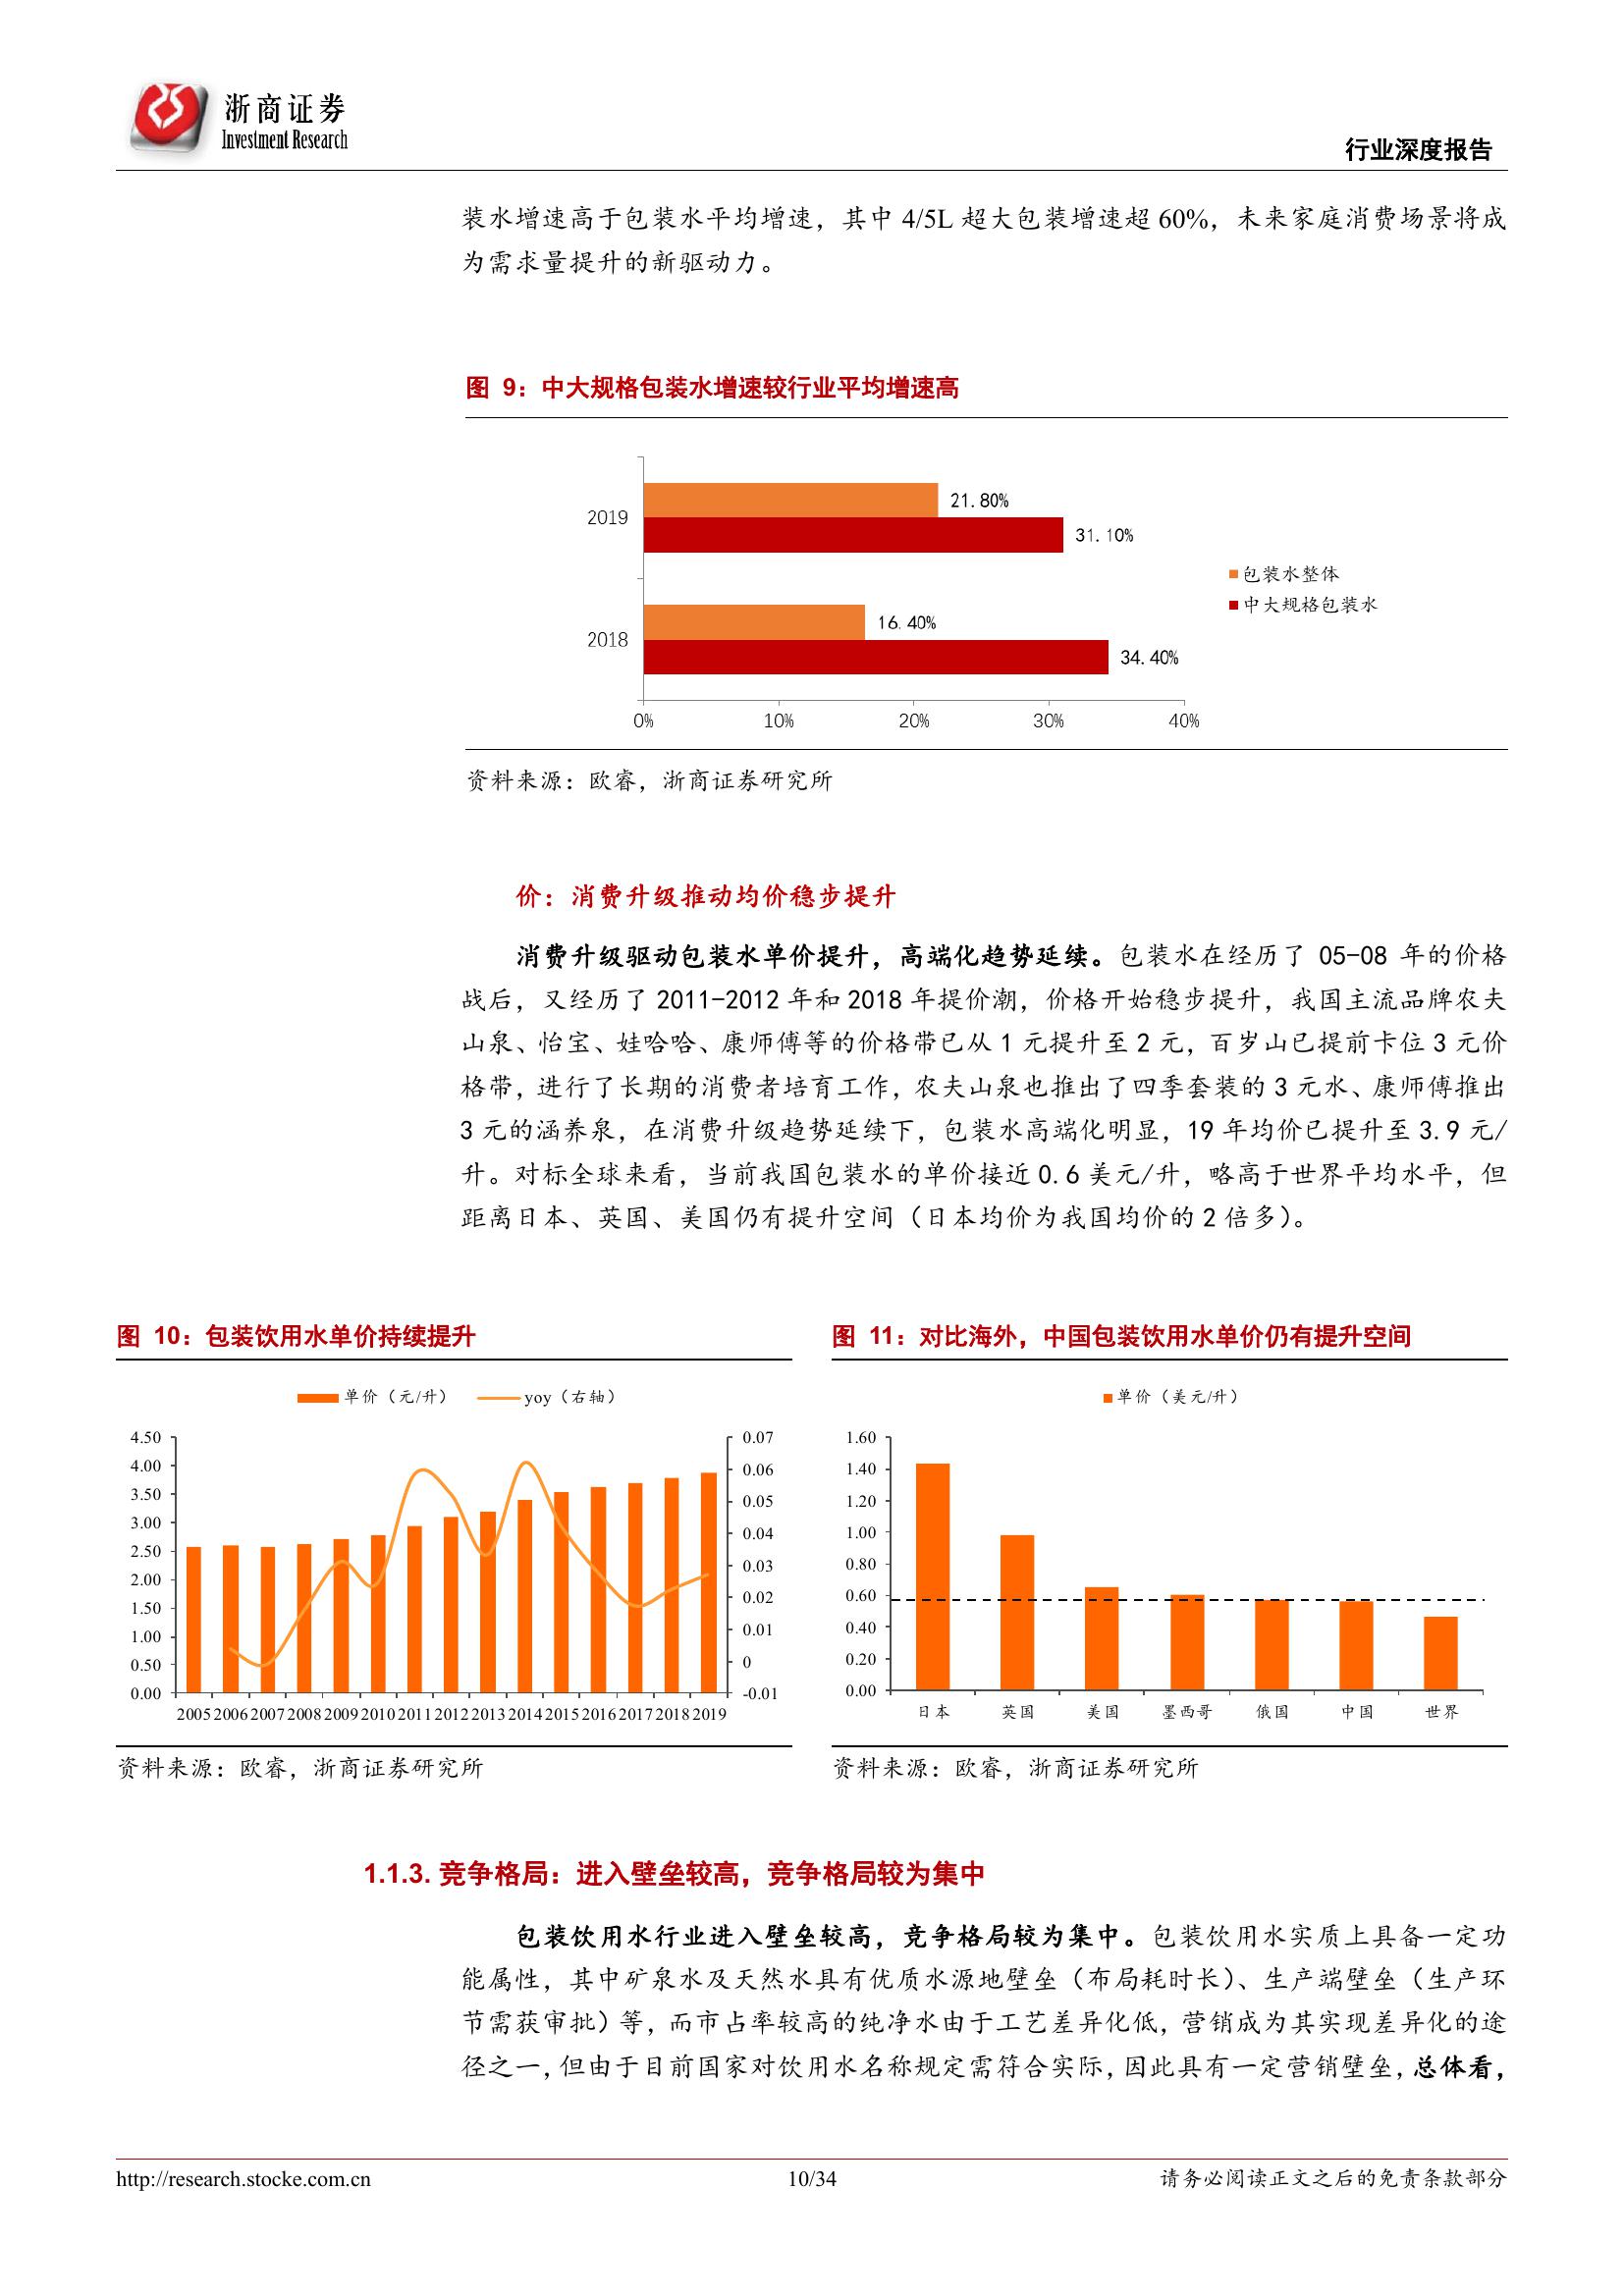 浙商证券
Investment Research
行业深度报告
装水增速高于包装水平均增速，其中 4/5L 超大包装增速超 60%，未来家庭消费场景将成
为需求量提升的新驱动力。
图 9：中大规格包装水增速较行业平均增速高
21.80%
2019
31.10%
包装水整体
中大规格包装水
16.40%
2018
34.40%
0% 10% 20% 30% 40%
资料来源：欧睿，浙商证券研究所
价：消费升级推动均价稳步提升
消费升级驱动包装水单价提升，高端化趋势延续。包装水在经历了 05-08 年的价格
战后，又经历了 2011-2012 年和 2018 年提价潮，价格开始稳步提升，我国主流品牌农夫
山泉、怡宝、娃哈哈、康师傅等的价格带已从 1 元提升至 2 元，百岁山已提前卡位 3 元价
格带，进行了长期的消费者培育工作，农夫山泉也推出了四季套装的 3 元水、康师傅推出
3 元的涵养泉，在消费升级趋势延续下，包装水高端化明显，19 年均价已提升至 3.9 元/
升。对标全球来看，当前我国包装水的单价接近 0.6 美元/升，略高于世界平均水平，但
距离日本、英国、美国仍有提升空间（日本均价为我国均价的 2 倍多）。
图 10：包装饮用水单价持续提升
单价（元/升） yoy（右轴）
4.50
4.00
3.50
3.00
2.50
2.00
1.50
1.00
0.50
0.00
0.07
0.06
0.05
0.04
0.03
0.02
0.01
0
-0.01
2005 2006 2007 2008 2009 2010 2011 2012 2013 2014 2015 2016 2017 2018 2019
资料来源：欧睿，浙商证券研究所
图 11：对比海外，中国包装饮用水单价仍有提升空间
单价（美元/升）
1.60
1.40
1.20
1.00
0.80
0.60
0.40
0.20
0.00
日本 英国 美国 墨西哥 俄国 中国 世界
资料来源：欧睿，浙商证券研究所
1.1.3. 竞争格局：进入壁垒较高，竞争格局较为集中
包装饮用水行业进入壁垒较高，竞争格局较为集中。包装饮用水实质上具备一定功
能属性，其中矿泉水及天然水具有优质水源地壁垒（布局耗时长）、生产端壁垒（生产环
节需获审批）等，而市占率较高的纯净水由于工艺差异化低，营销成为其实现差异化的途
径之一，但由于目前国家对饮用水名称规定需符合实际，因此具有一定营销壁垒，总体看，
http://research.stocke.com.cn
10/34
请务必阅读正文之后的免责条款部分